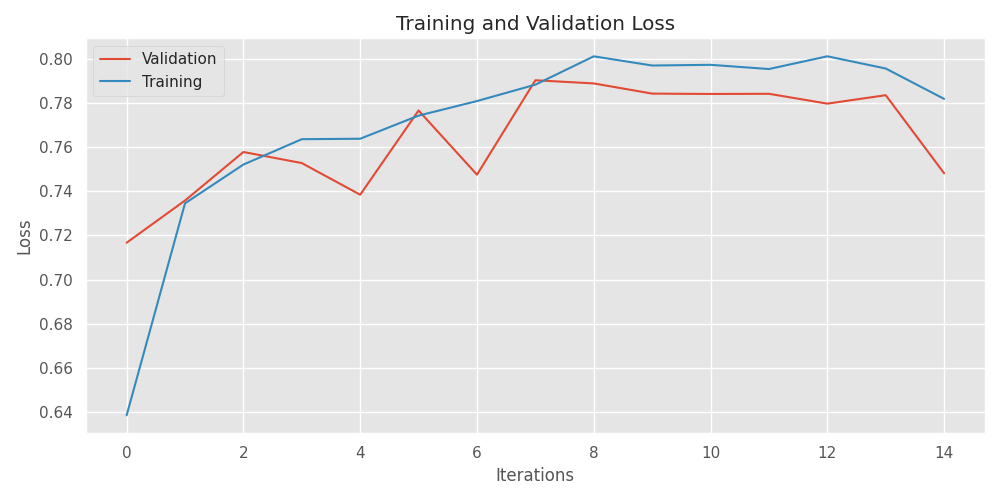 Training and Validation Loss
Validation
Training
0.80
0.78
0.76
0.74
0.72
0.70
0.68
0.66
0.64
Loss
0 2 4 6 8 10 12 14
Iterations